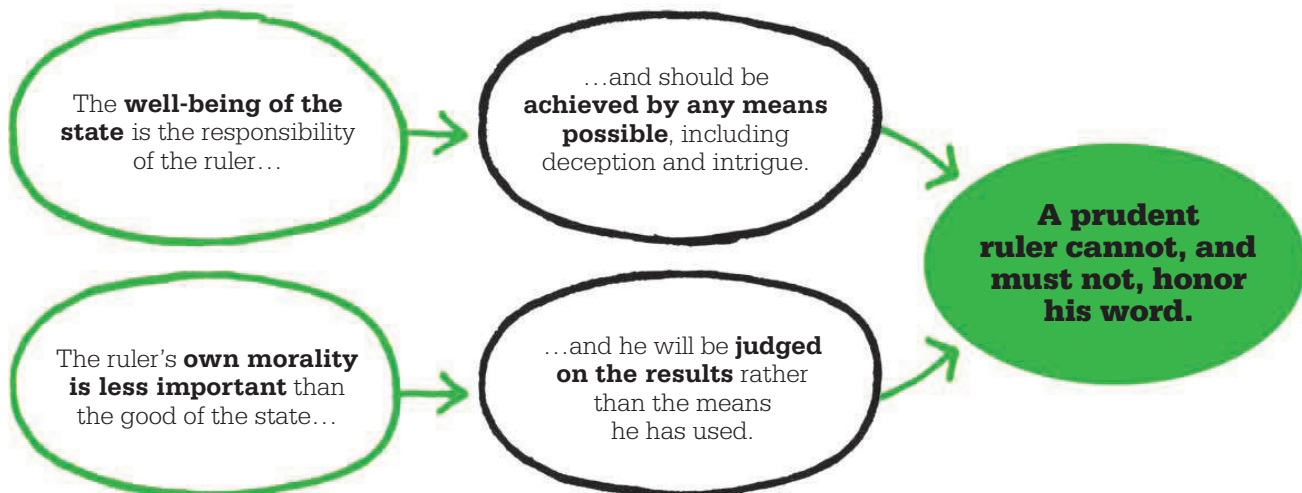 The well-being of the
state is the responsibility
of the ruler…
…and should be
achieved by any means
possible, including
deception and intrigue.
The ruler's own morality
is less important than
the good of the state…
…and he will be judged
on the results rather
than the means
he has used.
A prudent
ruler cannot, and
must not, honor
his word.